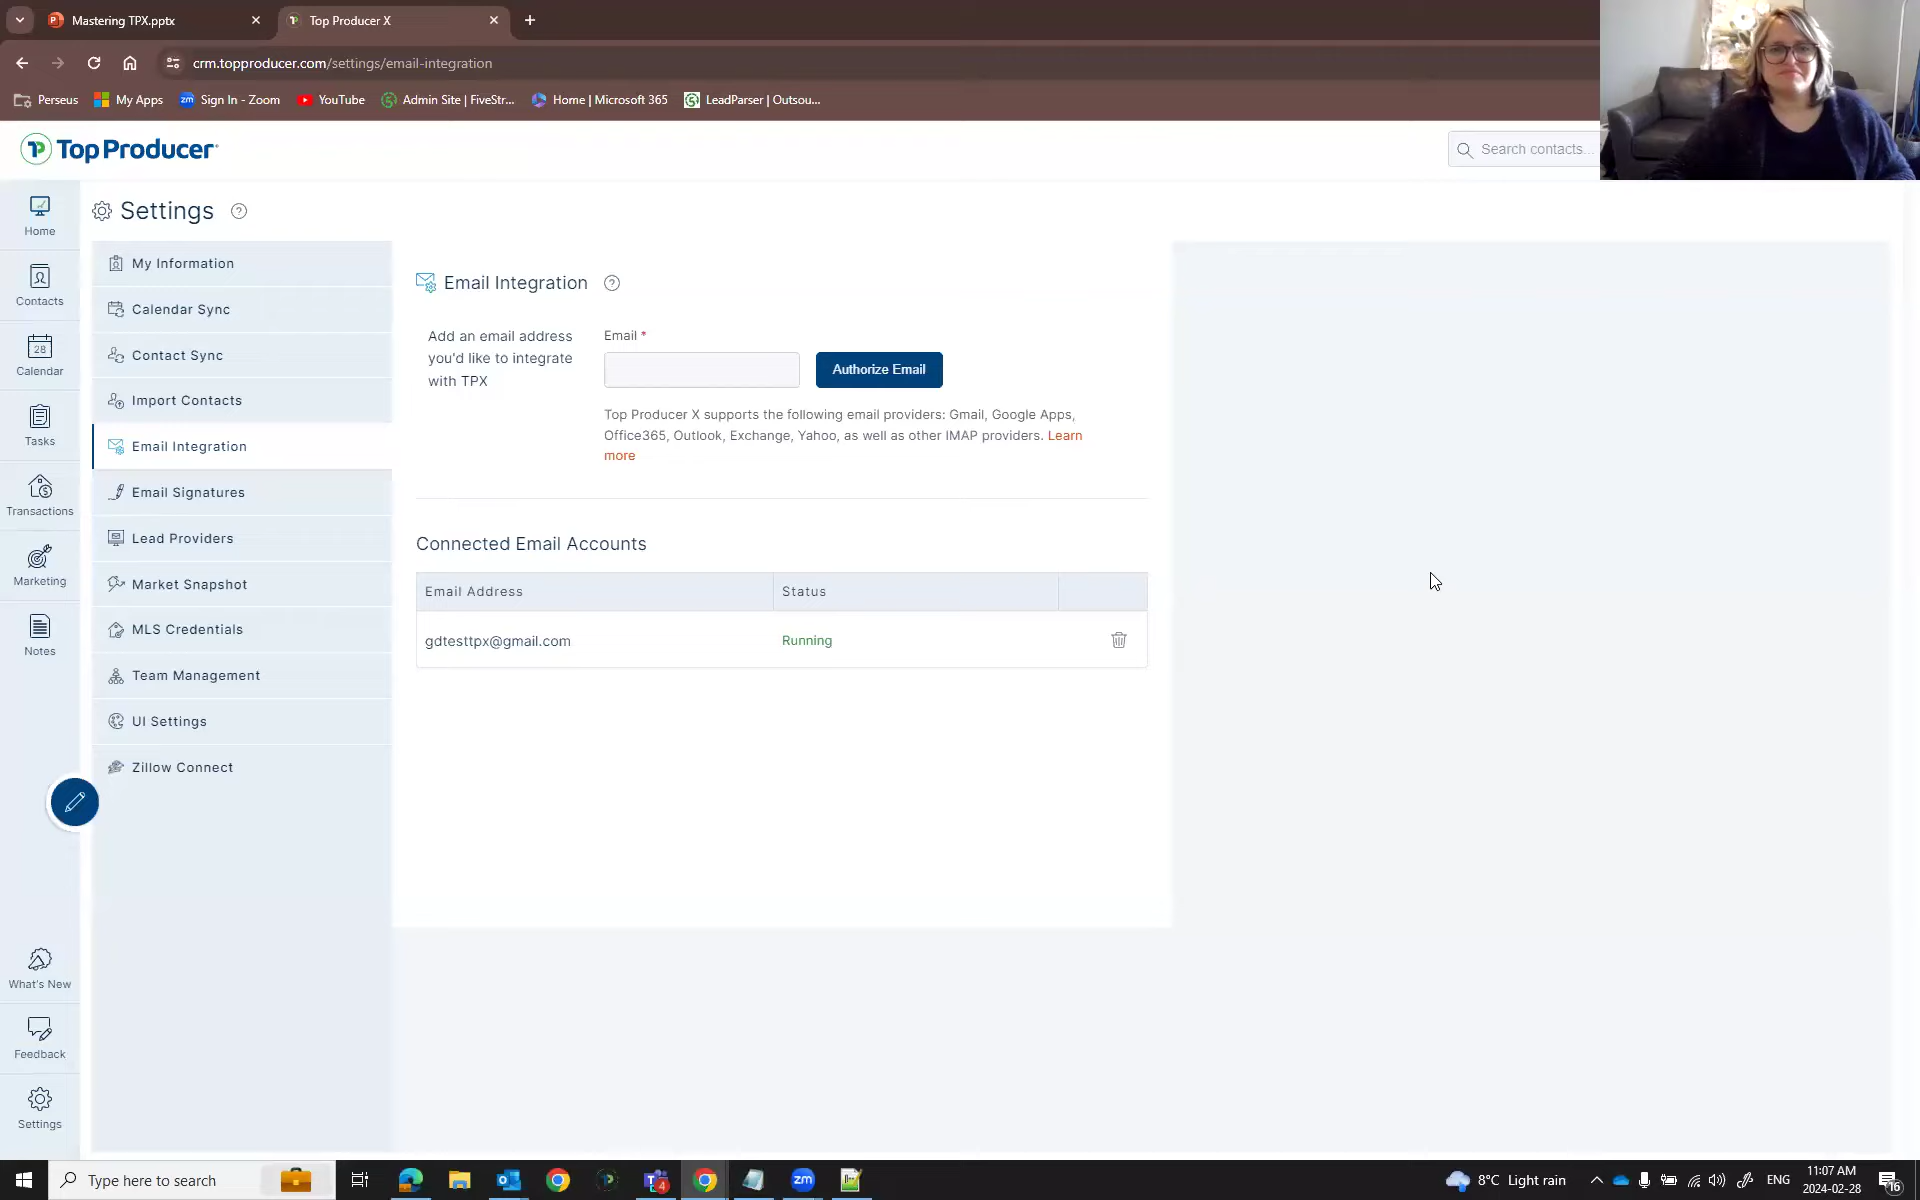 Mastering TPX.pptx
Top Producer X
crm.topproducer.com/settings/email-integration
Perseus
My Apps
Sign In - Zoom
YouTube
Admin Site | FiveStr...
Home | Microsoft 365
LeadParser | Outsou...
Top Producer
Search contacts...
Home
Contacts
28
Calendar
Tasks
Transactions
Marketing
Notes
What's New
Feedback
Settings
Settings
My Information
Calendar Sync
Contact Sync
Import Contacts
Email Integration
Email Signatures
Lead Providers
Market Snapshot
MLS Credentials
Team Management
UI Settings
Zillow Connect
Email Integration
Add an email address
you'd like to integrate
with TPX
Email *
Authorize Email
Top Producer X supports the following email providers: Gmail, Google Apps,
Office365, Outlook, Exchange, Yahoo, as well as other IMAP providers. Learn
more
Connected Email Accounts
Email Address
Status
gdtesttpx@gmail.com
Running
Type here to search
4
zm
8°C Light rain
ENG
11:07 AM
2024-02-28
16